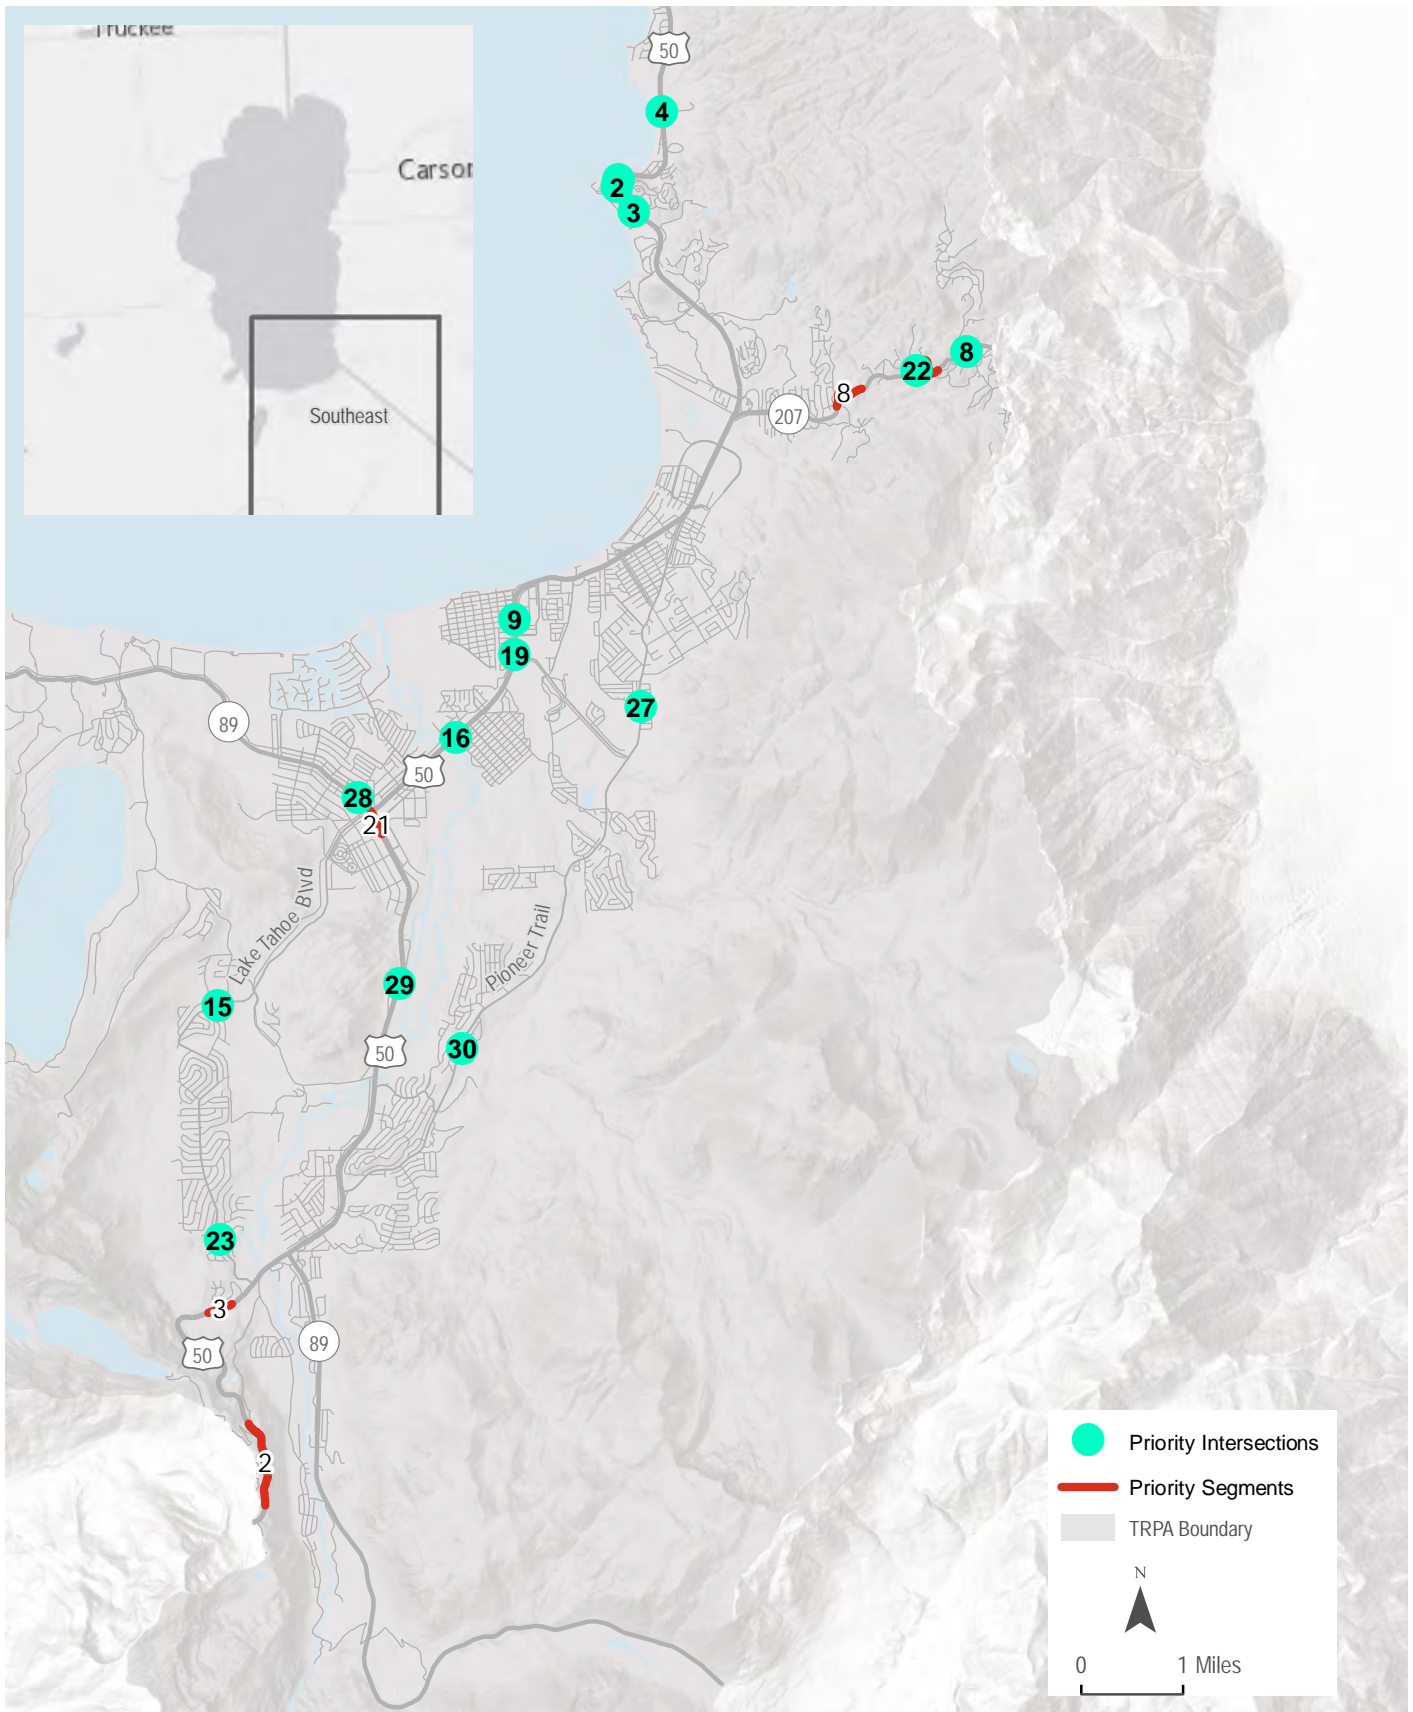 Truckee
Carson
Southeast
50
4
2
3
8
22
8
207
9
19
27
16
89
50
28
21
Lake Tahoe Blvd
Pioneer Trail
29
15
50
30
23
3
50
89
2
Priority Intersections
Priority Segments
TRPA Boundary
N
0 1 Miles